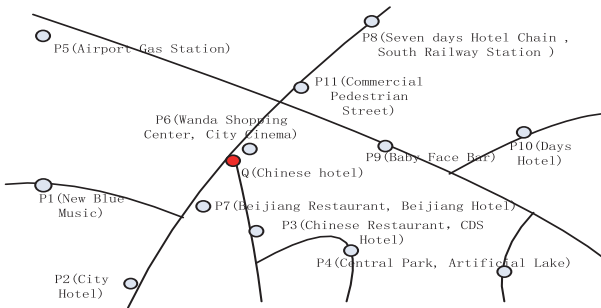 P8(Seven days Hotel Chain ,
South Railway Station )
P5(Airport Gas Station)
P11(Commercial
Pedestrian
Street)
P6(Wanda Shopping
Center, City Cinema)
P10(Days
Hotel)
P9(Baby Face Bar)
Q(Chinese hotel)
P1(New Blue
Music)
P7(Beijiang Restaurant, Beijiang Hotel)
P3(Chinese Restaurant, CDS
Hotel)
P4(Central Park, Artificial Lake)
P2(City
Hotel)